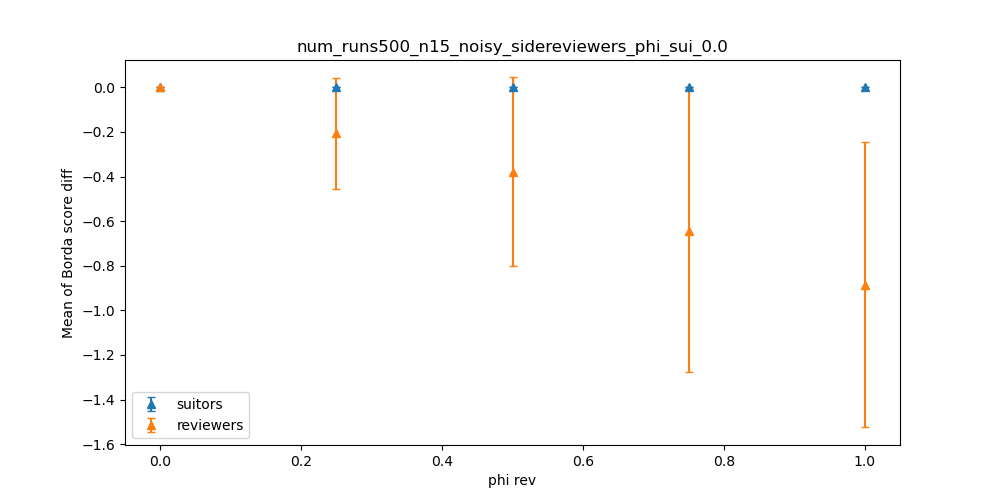 num_runs500_n15_noisy_sidereviewers_phi_sui_0.0
Mean of Borda score diff
0.0
−0.2
−0.4
−0.6
−0.8
−1.0
−1.2
−1.4
−1.6
suitors
reviewers
0.0 0.2 0.4 0.6 0.8 1.0
phi rev